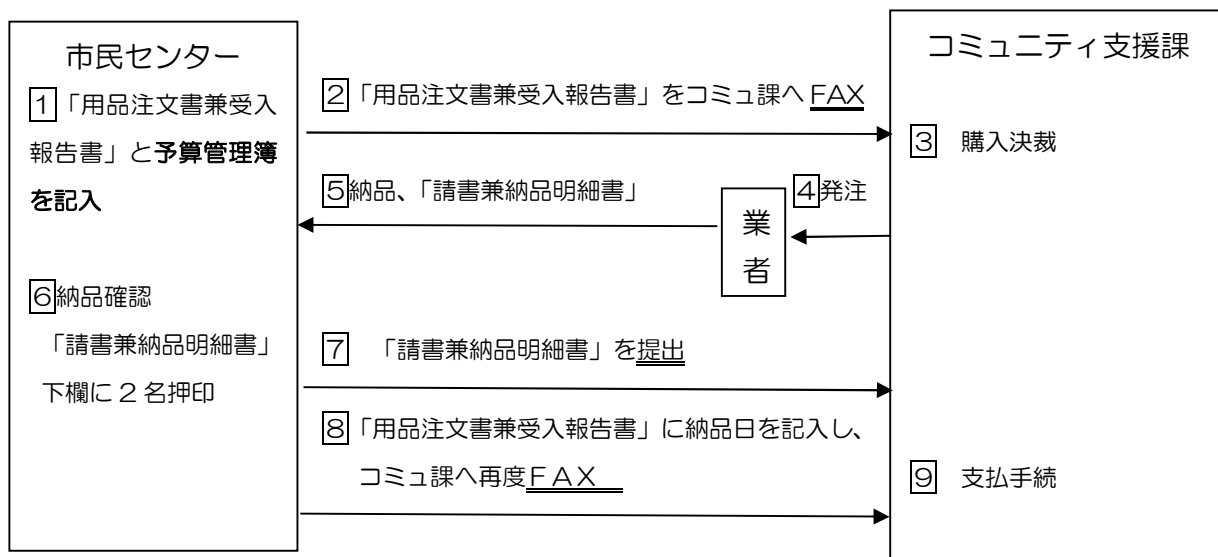 市民センター
コミュニティ支援課
1「用品注文書兼受入
報告書」と予算管理簿
を記入
2「用品注文書兼受入報告書」をコミュ課へFAX
3 購入決裁
4発注
業
者
5納品、「請書兼納品明細書」
6納品確認
「請書兼納品明細書」
下欄に2名押印
7 「請書兼納品明細書」を提出
8「用品注文書兼受入報告書」に納品日を記入し、
コミュ課へ再度FAX
9 支払手続